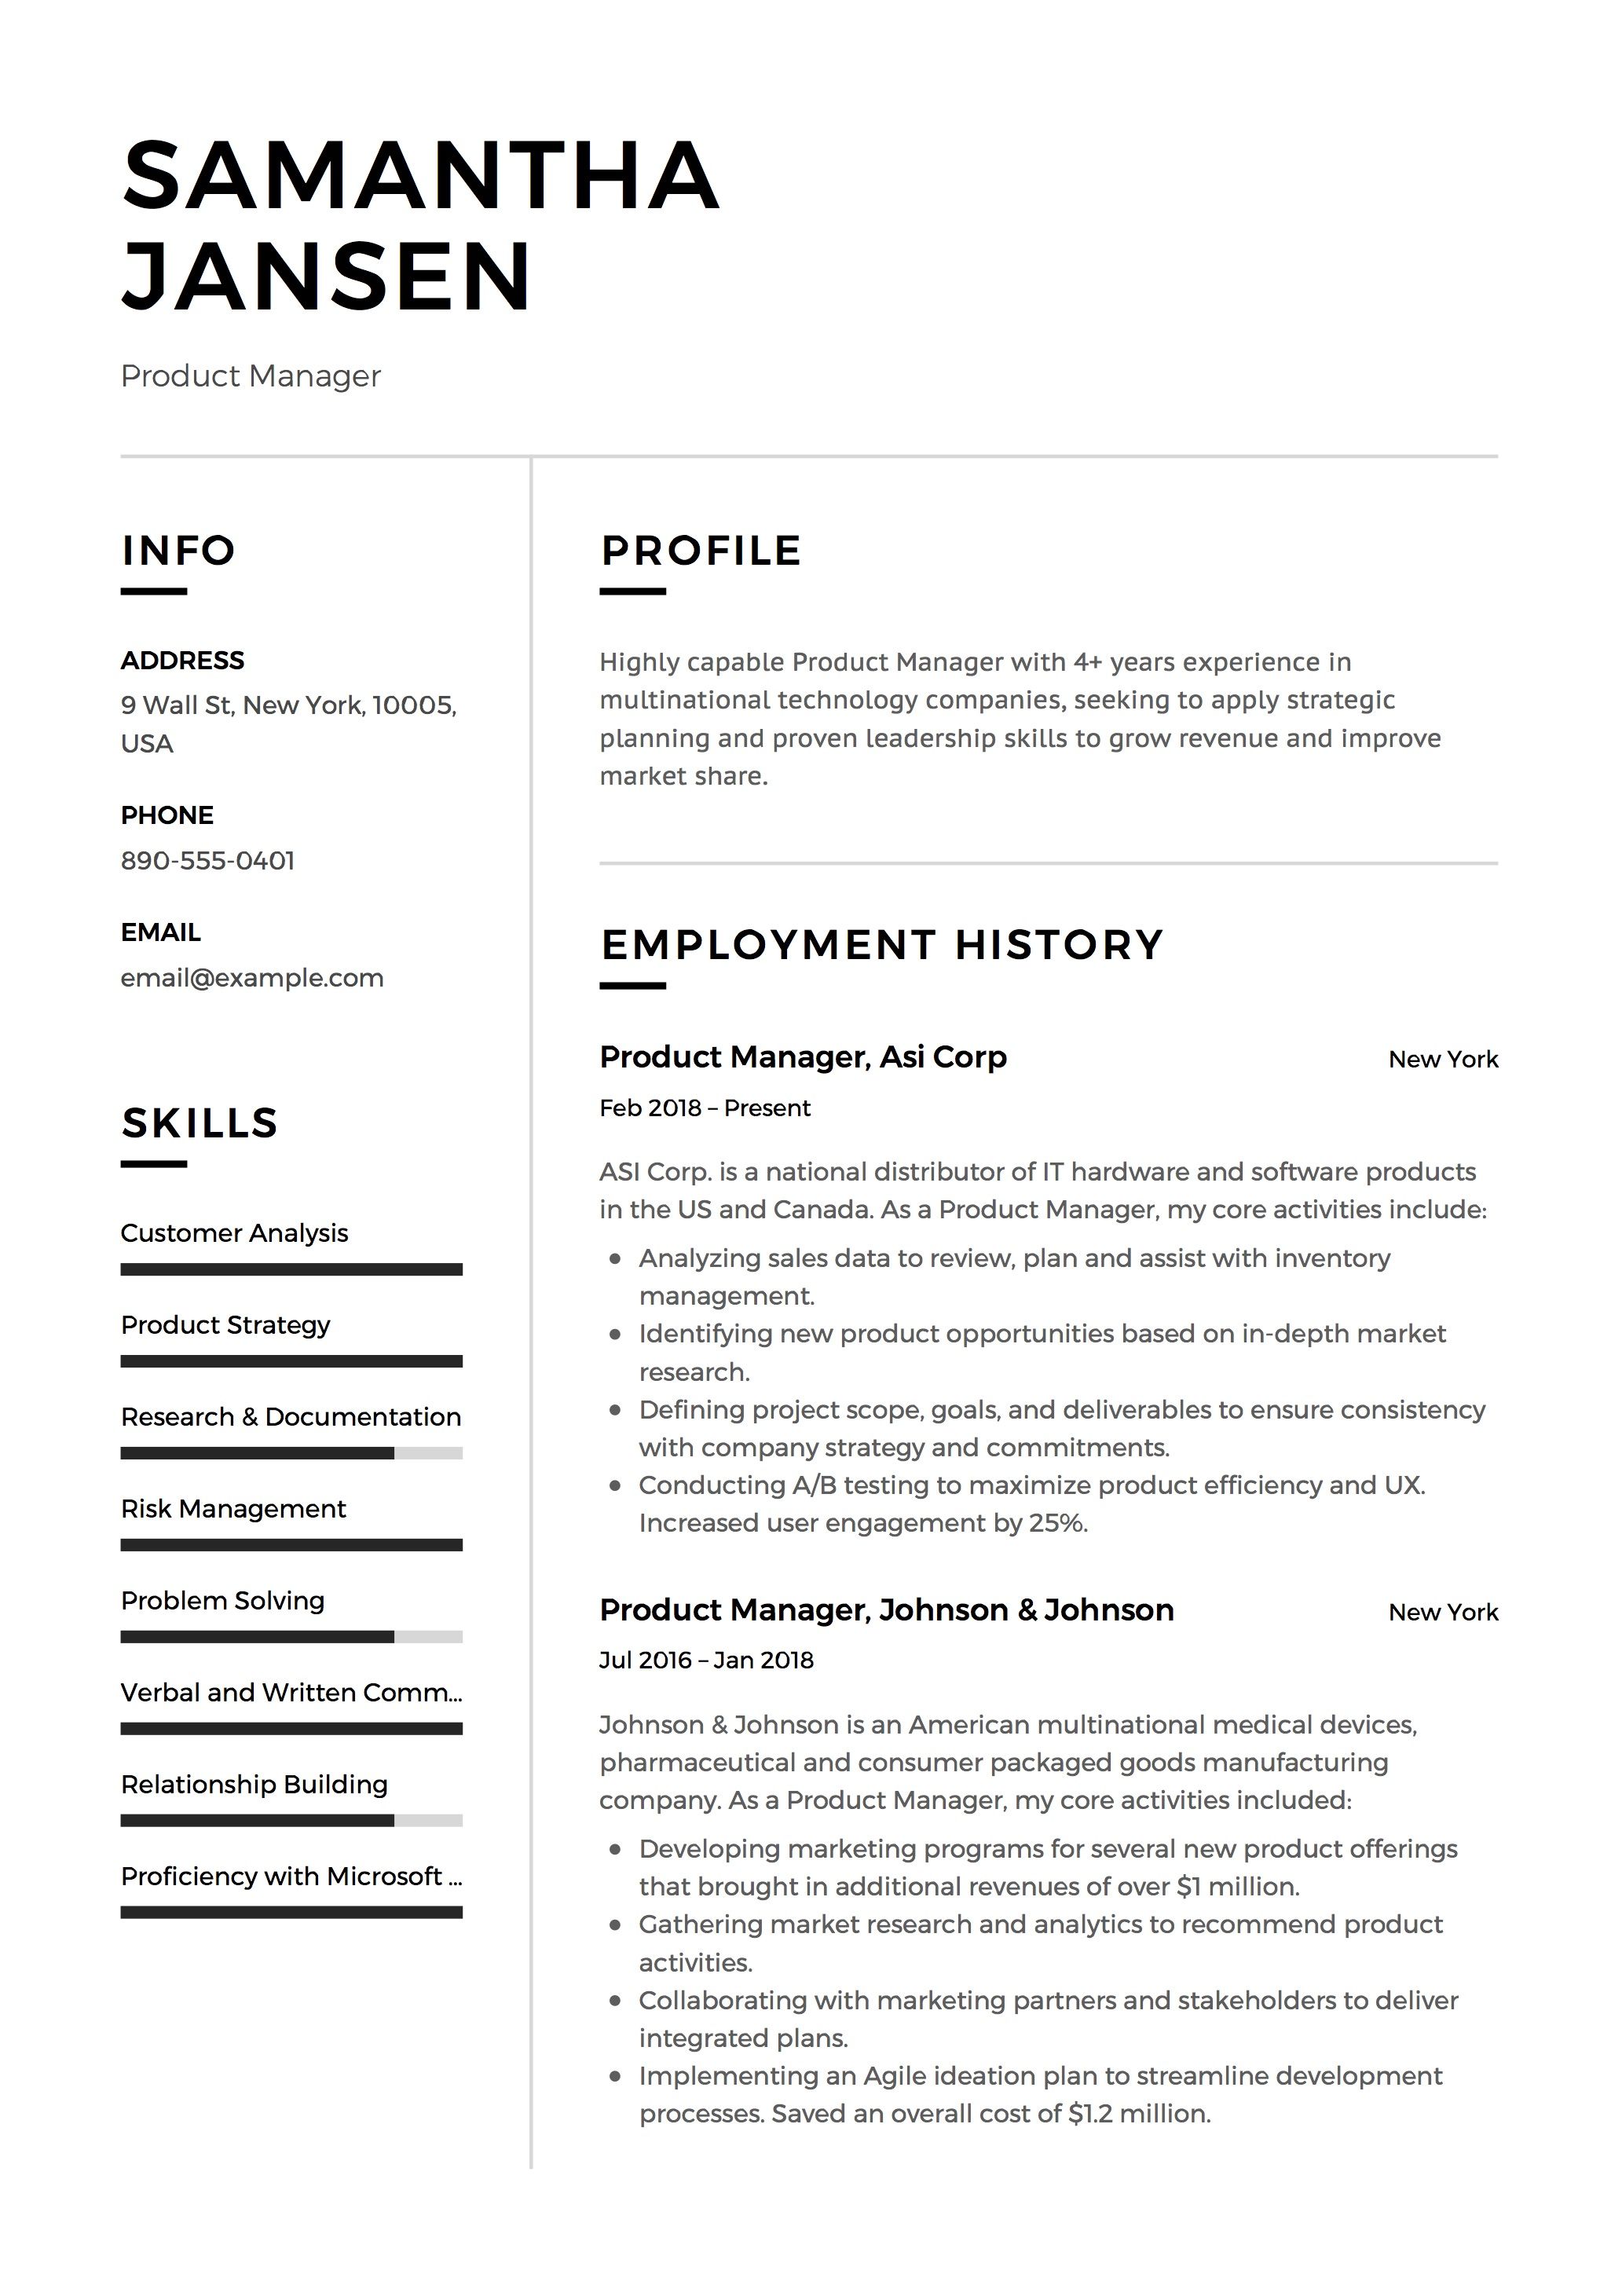 SAMANTHA
JANSEN
Product Manager
INFO
ADDRESS
9 Wall St, New York, 10005,
USA
PHONE
890-555-0401
EMAIL
email@example.com
SKILLS
Customer Analysis
Product Strategy
Research & Documentation
Risk Management
Problem Solving
Verbal and Written Comm...
Relationship Building
Proficiency with Microsoft ...
PROFILE
Highly capable Product Manager with 4+ years experience in
multinational technology companies, seeking to apply strategic
planning and proven leadership skills to grow revenue and improve
market share.
EMPLOYMENT HISTORY
Product Manager, Asi Corp New York
Feb 2018 – Present
ASI Corp. is a national distributor of IT hardware and software products
in the US and Canada. As a Product Manager, my core activities include:
• Analyzing sales data to review, plan and assist with inventory
management.
• Identifying new product opportunities based on in-depth market
research.
• Defining project scope, goals, and deliverables to ensure consistency
with company strategy and commitments.
• Conducting A/B testing to maximize product efficiency and UX.
Increased user engagement by 25%.
Product Manager, Johnson & Johnson New York
Jul 2016 – Jan 2018
Johnson & Johnson is an American multinational medical devices,
pharmaceutical and consumer packaged goods manufacturing
company. As a Product Manager, my core activities included:
• Developing marketing programs for several new product offerings
that brought in additional revenues of over $1 million.
• Gathering market research and analytics to recommend product
activities.
• Collaborating with marketing partners and stakeholders to deliver
integrated plans.
• Implementing an Agile ideation plan to streamline development
processes. Saved an overall cost of $1.2 million.